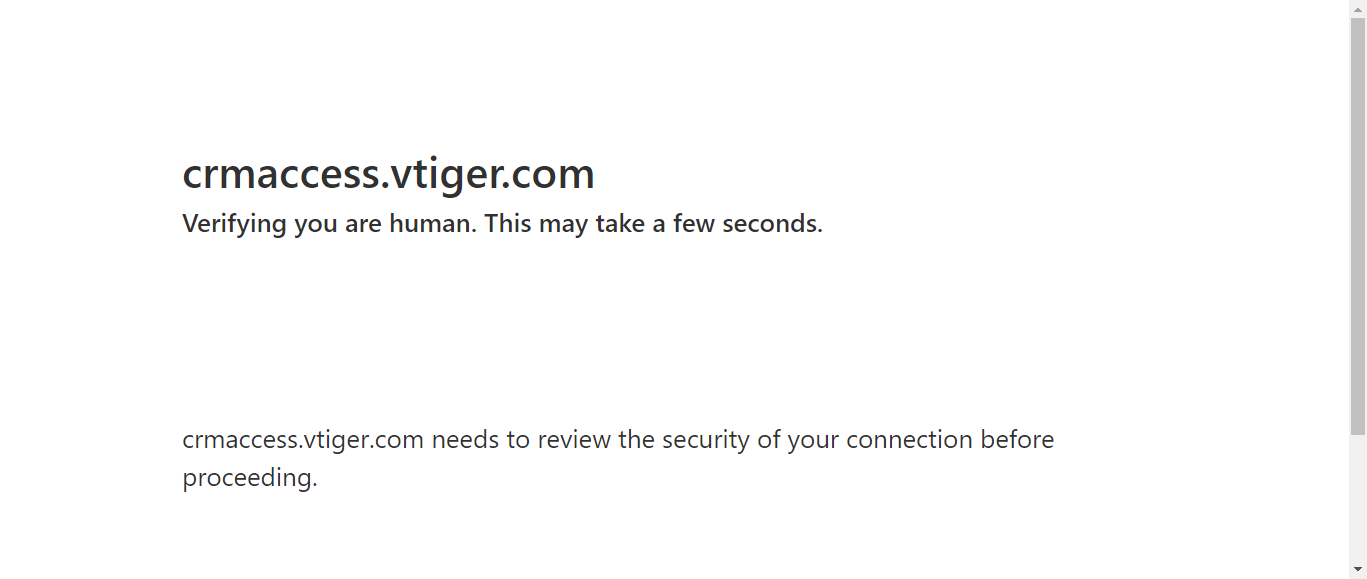 crmaccess.vtiger.com
Verifying you are human. This may take a few seconds.
crmaccess.vtiger.com needs to review the security of your connection before
proceeding.